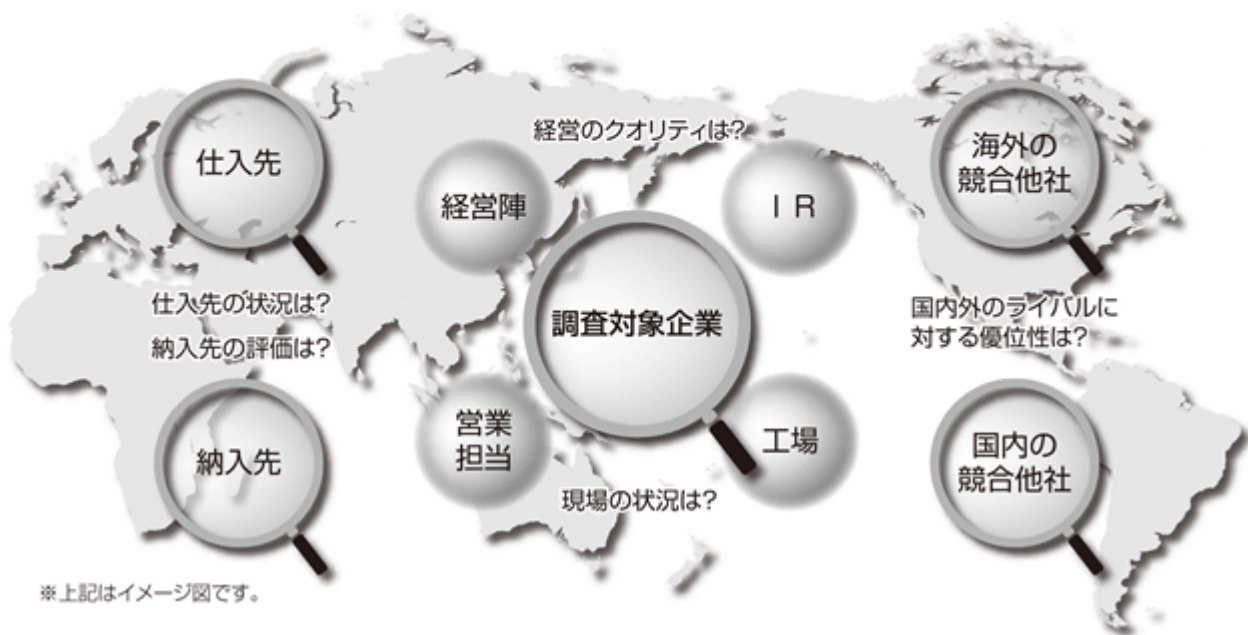 仕入先
仕入先の状況は?
納入先の評価は?
納入先
経営のクオリティは?
経営陣
ＩＲ
調査対象企業
営業
担当
工場
現場の状況は?
海外の
競合他社
国内外のライバルに
対する優位性は?
国内の
競合他社
※上記はイメージ図です。